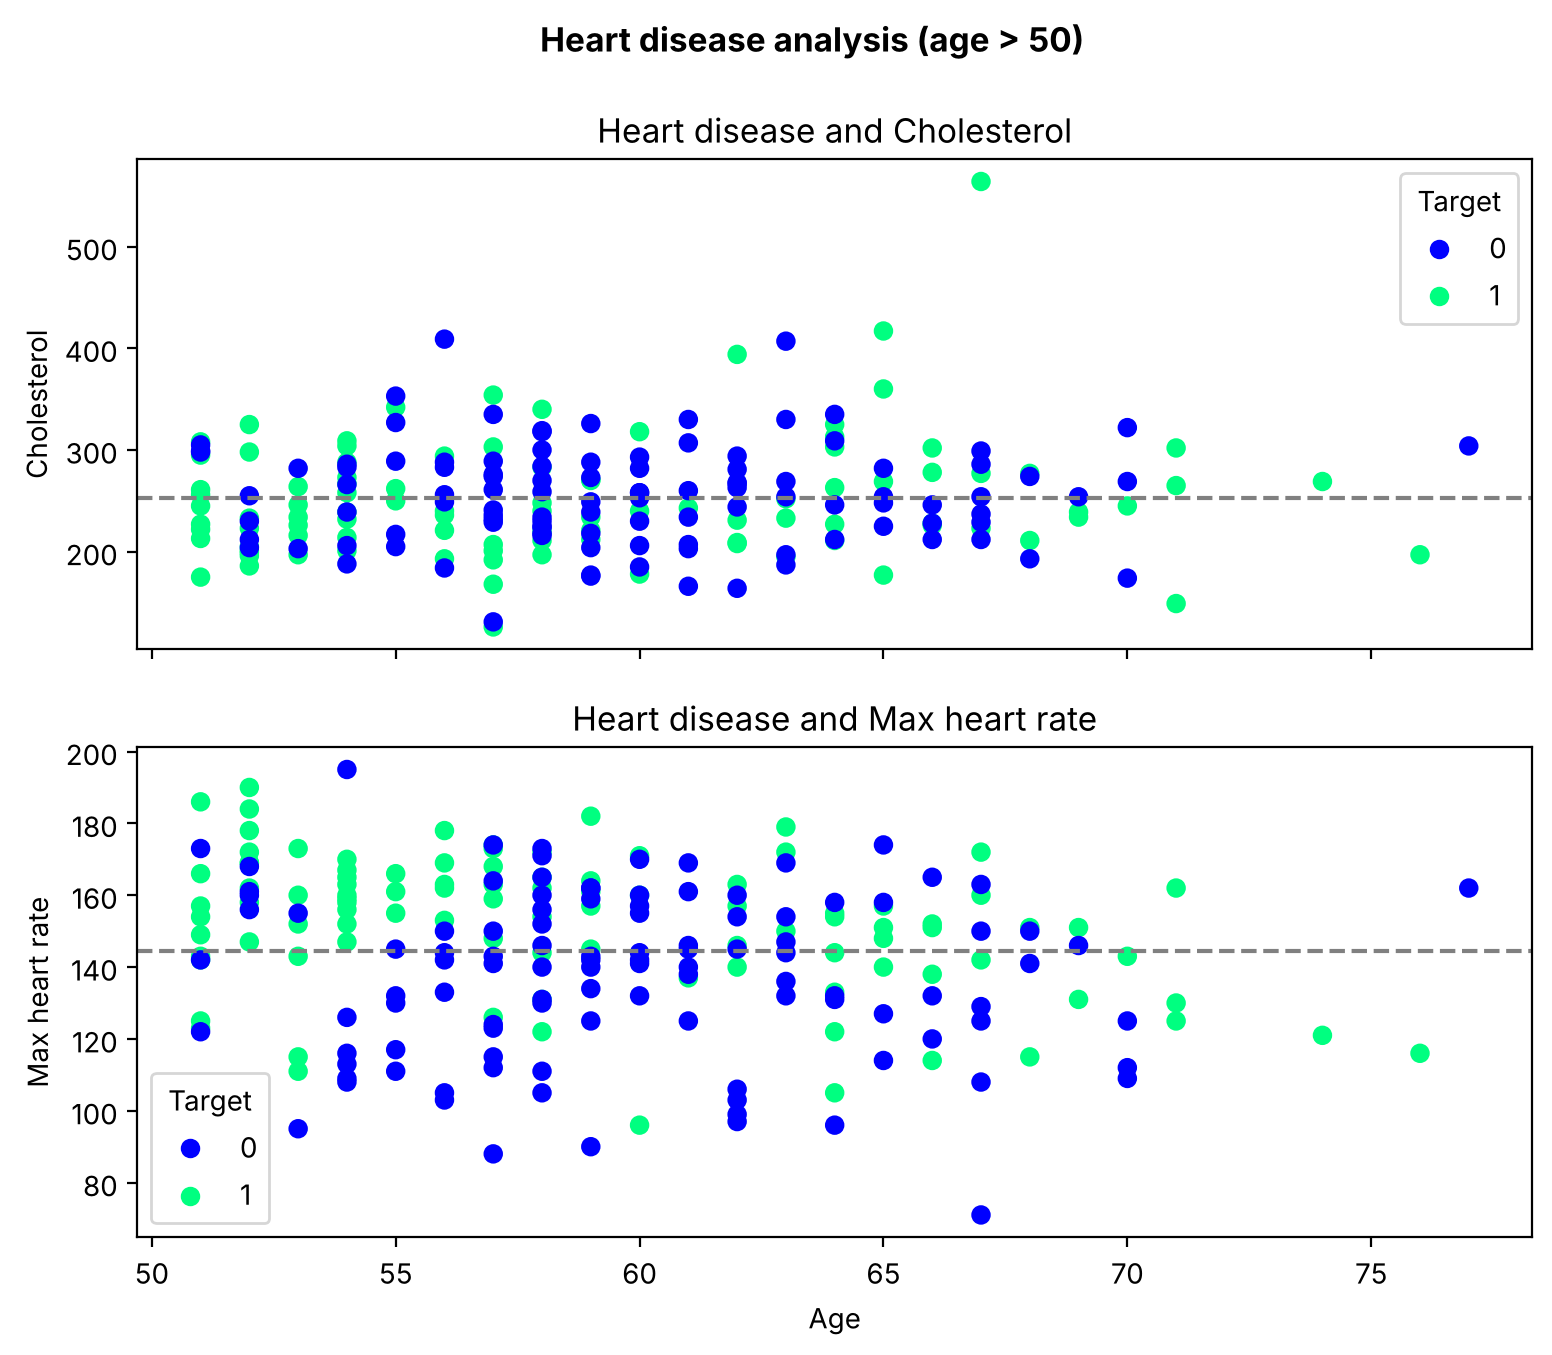 Heart disease analysis (age > 50)
Heart disease and Cholesterol
Cholesterol
500
400
300
200
Target
0
1
Heart disease and Max heart rate
Max heart rate
200
180
160
140
120
100
80
Target
0
1
50 55 60 65 70 75
Age